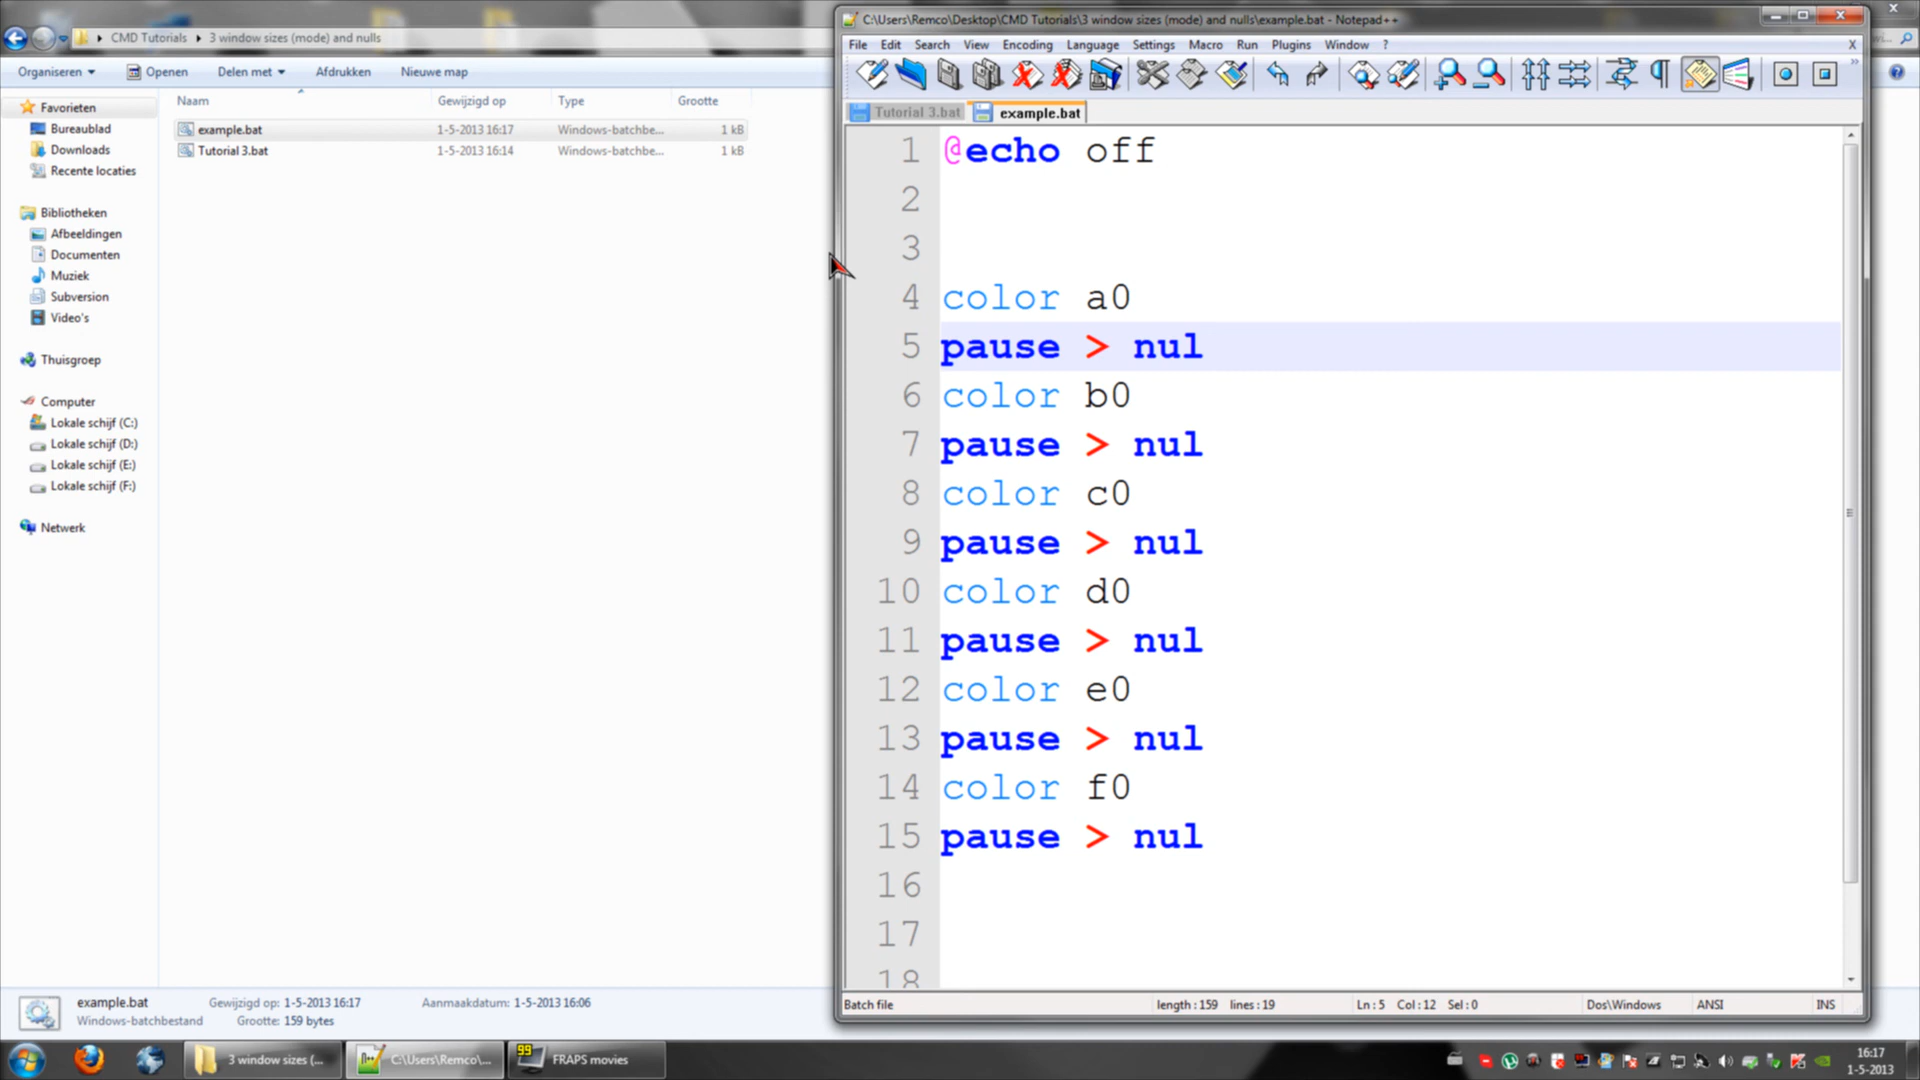 CMD Tutorials
3 window sizes (mode) and nulls
Organiseren
Openen
Delen met
Afdrukken
Nieuwe map
Naam
Gewijzigd op
Type
Grootte
example.bat
1-5-2013 16:17
Windows-batchbe...
1 kB
Tutorial 3.bat
1-5-2013 16:14
Windows-batchbe...
1 kB
Favorieten
Bureaublad
Downloads
Recente locaties
Bibliotheken
Afbeeldingen
Documenten
Muziek
Subversion
Video's
Thuisgroep
Computer
Lokale schijf (C:)
Lokale schijf (D:)
Lokale schijf (E:)
Lokale schijf (F:)
Netwerk
example.bat
Gewijzigd op: 1-5-2013 16:17
Aanmaakdatum: 1-5-2013 16:06
Windows-batchbestand
Grootte: 159 bytes
C:\Users\Remco\Desktop\CMD Tutorials\3 window sizes (mode) and nulls\example.bat - Notepad++
File Edit Search View Encoding Language Settings Macro Run Plugins Window ?
X
Tutorial 3.bat
example.bat
1 @echo off
2
3
4 color a0
5 pause > nul
6 color b0
7 pause > nul
8 color c0
9 pause > nul
10 color d0
11 pause > nul
12 color e0
13 pause > nul
14 color f0
15 pause > nul
16
17
18
Batch file
length : 159 lines : 19
Ln : 5 Col : 12 Sel : 0
Dos\Windows
ANSI
INS
3 window sizes (...
C:\Users\Remco\...
99
FRAPS movies
16:17
1-5-2013